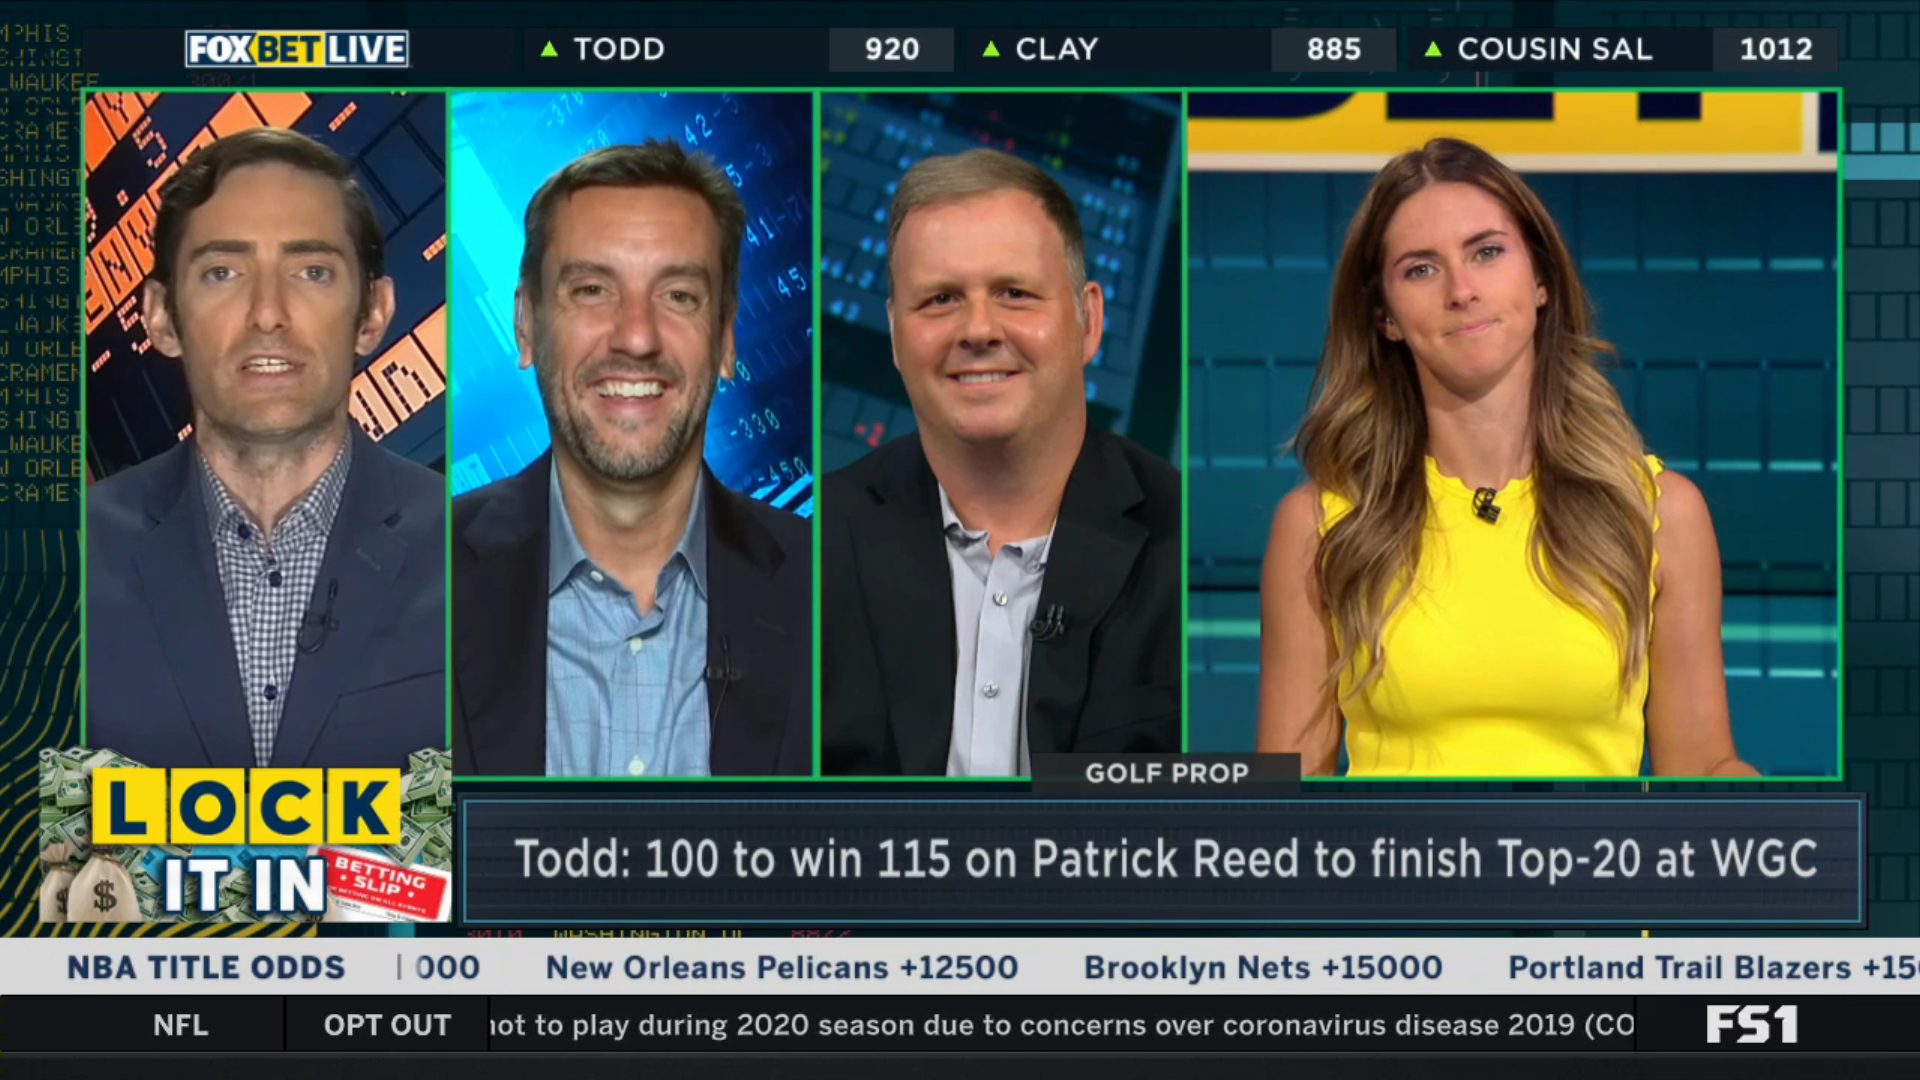 FOX BET LIVE
TODD 920
CLAY 885
COUSIN SAL 1012
GOLF PROP
LOCK
IT IN
BETTING
SLIP
Todd: 100 to win 115 on Patrick Reed to finish Top-20 at WGC
NBA TITLE ODDS 000 New Orleans Pelicans +12500 Brooklyn Nets +15000 Portland Trail Blazers +15
NFL OPT OUT not to play during 2020 season due to concerns over coronavirus disease 2019 (CO
FS1